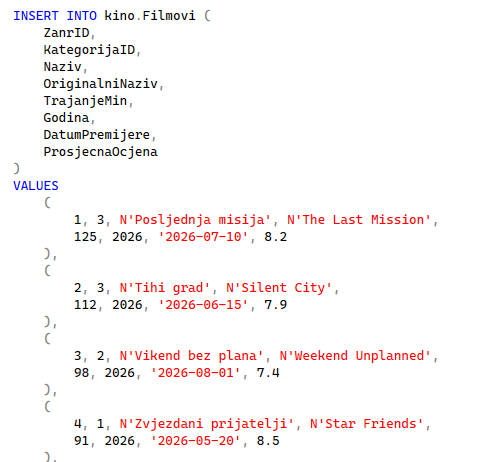 INSERT INTO kino.Filmovi (
ZanrID,
KategorijaID,
Naziv,
OriginalniNaziv,
TrajanjeMin,
Godina,
DatumPremijere,
ProsjecnaOcjena
)
VALUES
(
1, 3, N'Posljednja misija', N'The Last Mission',
125, 2026, '2026-07-10', 8.2
),
(
2, 3, N'Tihi grad', N'Silent City',
112, 2026, '2026-06-15', 7.9
),
(
3, 2, N'Vikend bez plana', N'Weekend Unplanned',
98, 2026, '2026-08-01', 7.4
),
(
4, 1, N'Zvjezdani prijatelji', N'Star Friends',
91, 2026, '2026-05-20', 8.5
),